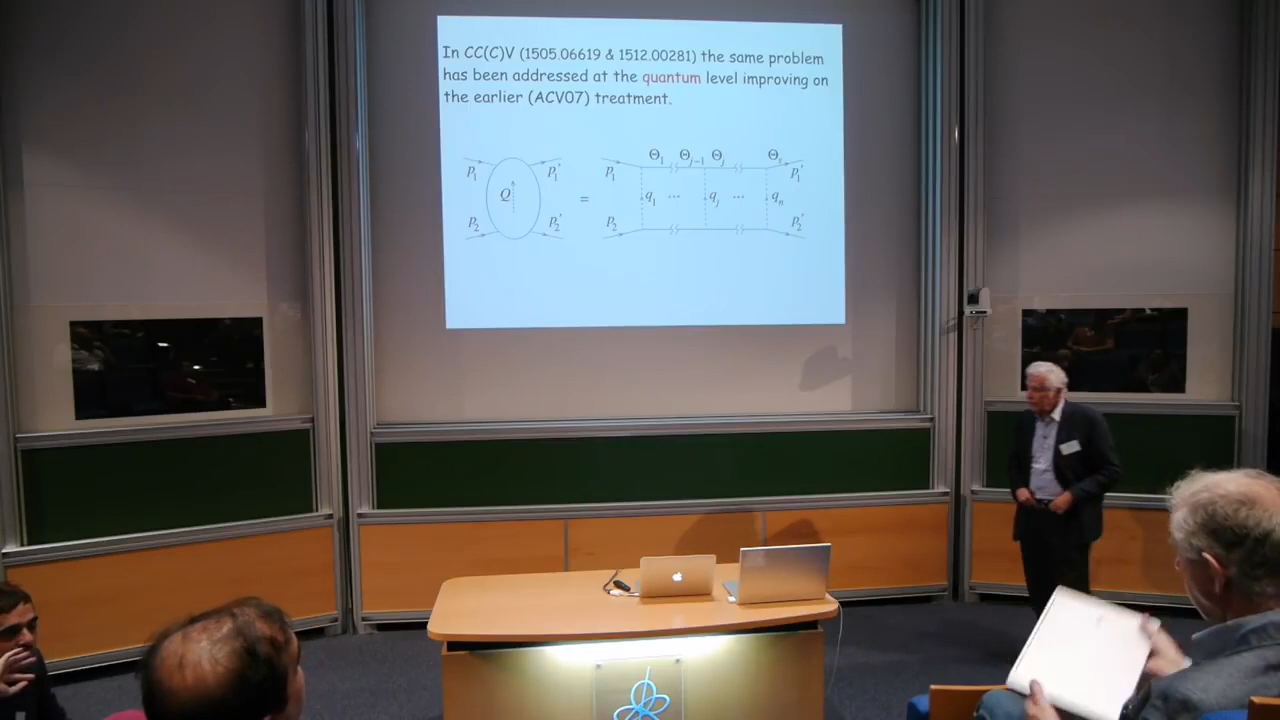 In CC(C)V (1505.06619 & 1512.00281) the same problem
has been addressed at the quantum level improving on
the earlier (ACV07) treatment.
Θ₁ Θⱼ₋₁ Θⱼ
P₁ P₁' P₁ P₁'
Q = q₁ ... qⱼ ... qₙ
P₂ P₂' P₂ P₂'